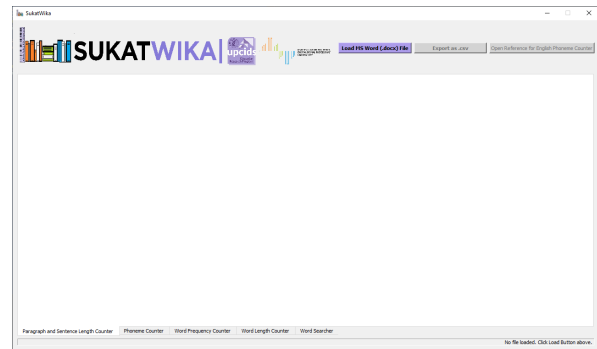 SukatWika
SUKATWIKA
upcids
Load MS Word (.docx) File
Export as .csv
Open Reference for English Phoneme Counter
Paragraph and Sentence Length Counter
Phoneme Counter
Word Frequency Counter
Word Length Counter
Word Searcher
No file loaded. Click Load Button above.